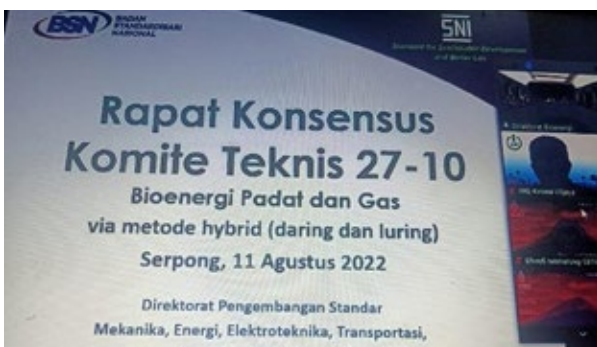 BSN
BADAN
STANDARDISASI
NASIONAL
SNI
Rapat Konsensus
Komite Teknis 27-10
Bioenergi Padat dan Gas
via metode hybrid (daring dan luring)
Serpong, 11 Agustus 2022
Direktorat Pengembangan Standar
Mekanika, Energi, Elektroteknika, Transportasi,